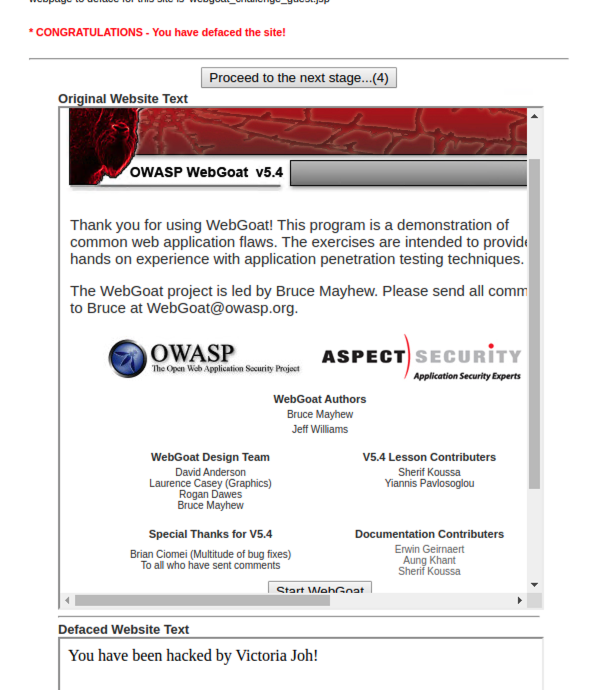 webpage to deface for this site is 'webgoat_challenge_guest.jsp'
* CONGRATULATIONS - You have defaced the site!
Proceed to the next stage...(4)
Original Website Text
OWASP WebGoat v5.4
Thank you for using WebGoat! This program is a demonstration of
common web application flaws. The exercises are intended to provide
hands on experience with application penetration testing techniques.
The WebGoat project is led by Bruce Mayhew. Please send all comm
to Bruce at WebGoat@owasp.org.
OWASP
The Open Web Application Security Project
ASPECT SECURITY
Application Security Experts
WebGoat Authors
Bruce Mayhew
Jeff Williams
WebGoat Design Team
David Anderson
Laurence Casey (Graphics)
Rogan Dawes
Bruce Mayhew
V5.4 Lesson Contributers
Sherif Koussa
Yiannis Pavlosoglou
Special Thanks for V5.4
Brian Ciomei (Multitude of bug fixes)
To all who have sent comments
Documentation Contributers
Erwin Geirnaert
Aung Khant
Sherif Koussa
Start WebGoat
Defaced Website Text
You have been hacked by Victoria Joh!